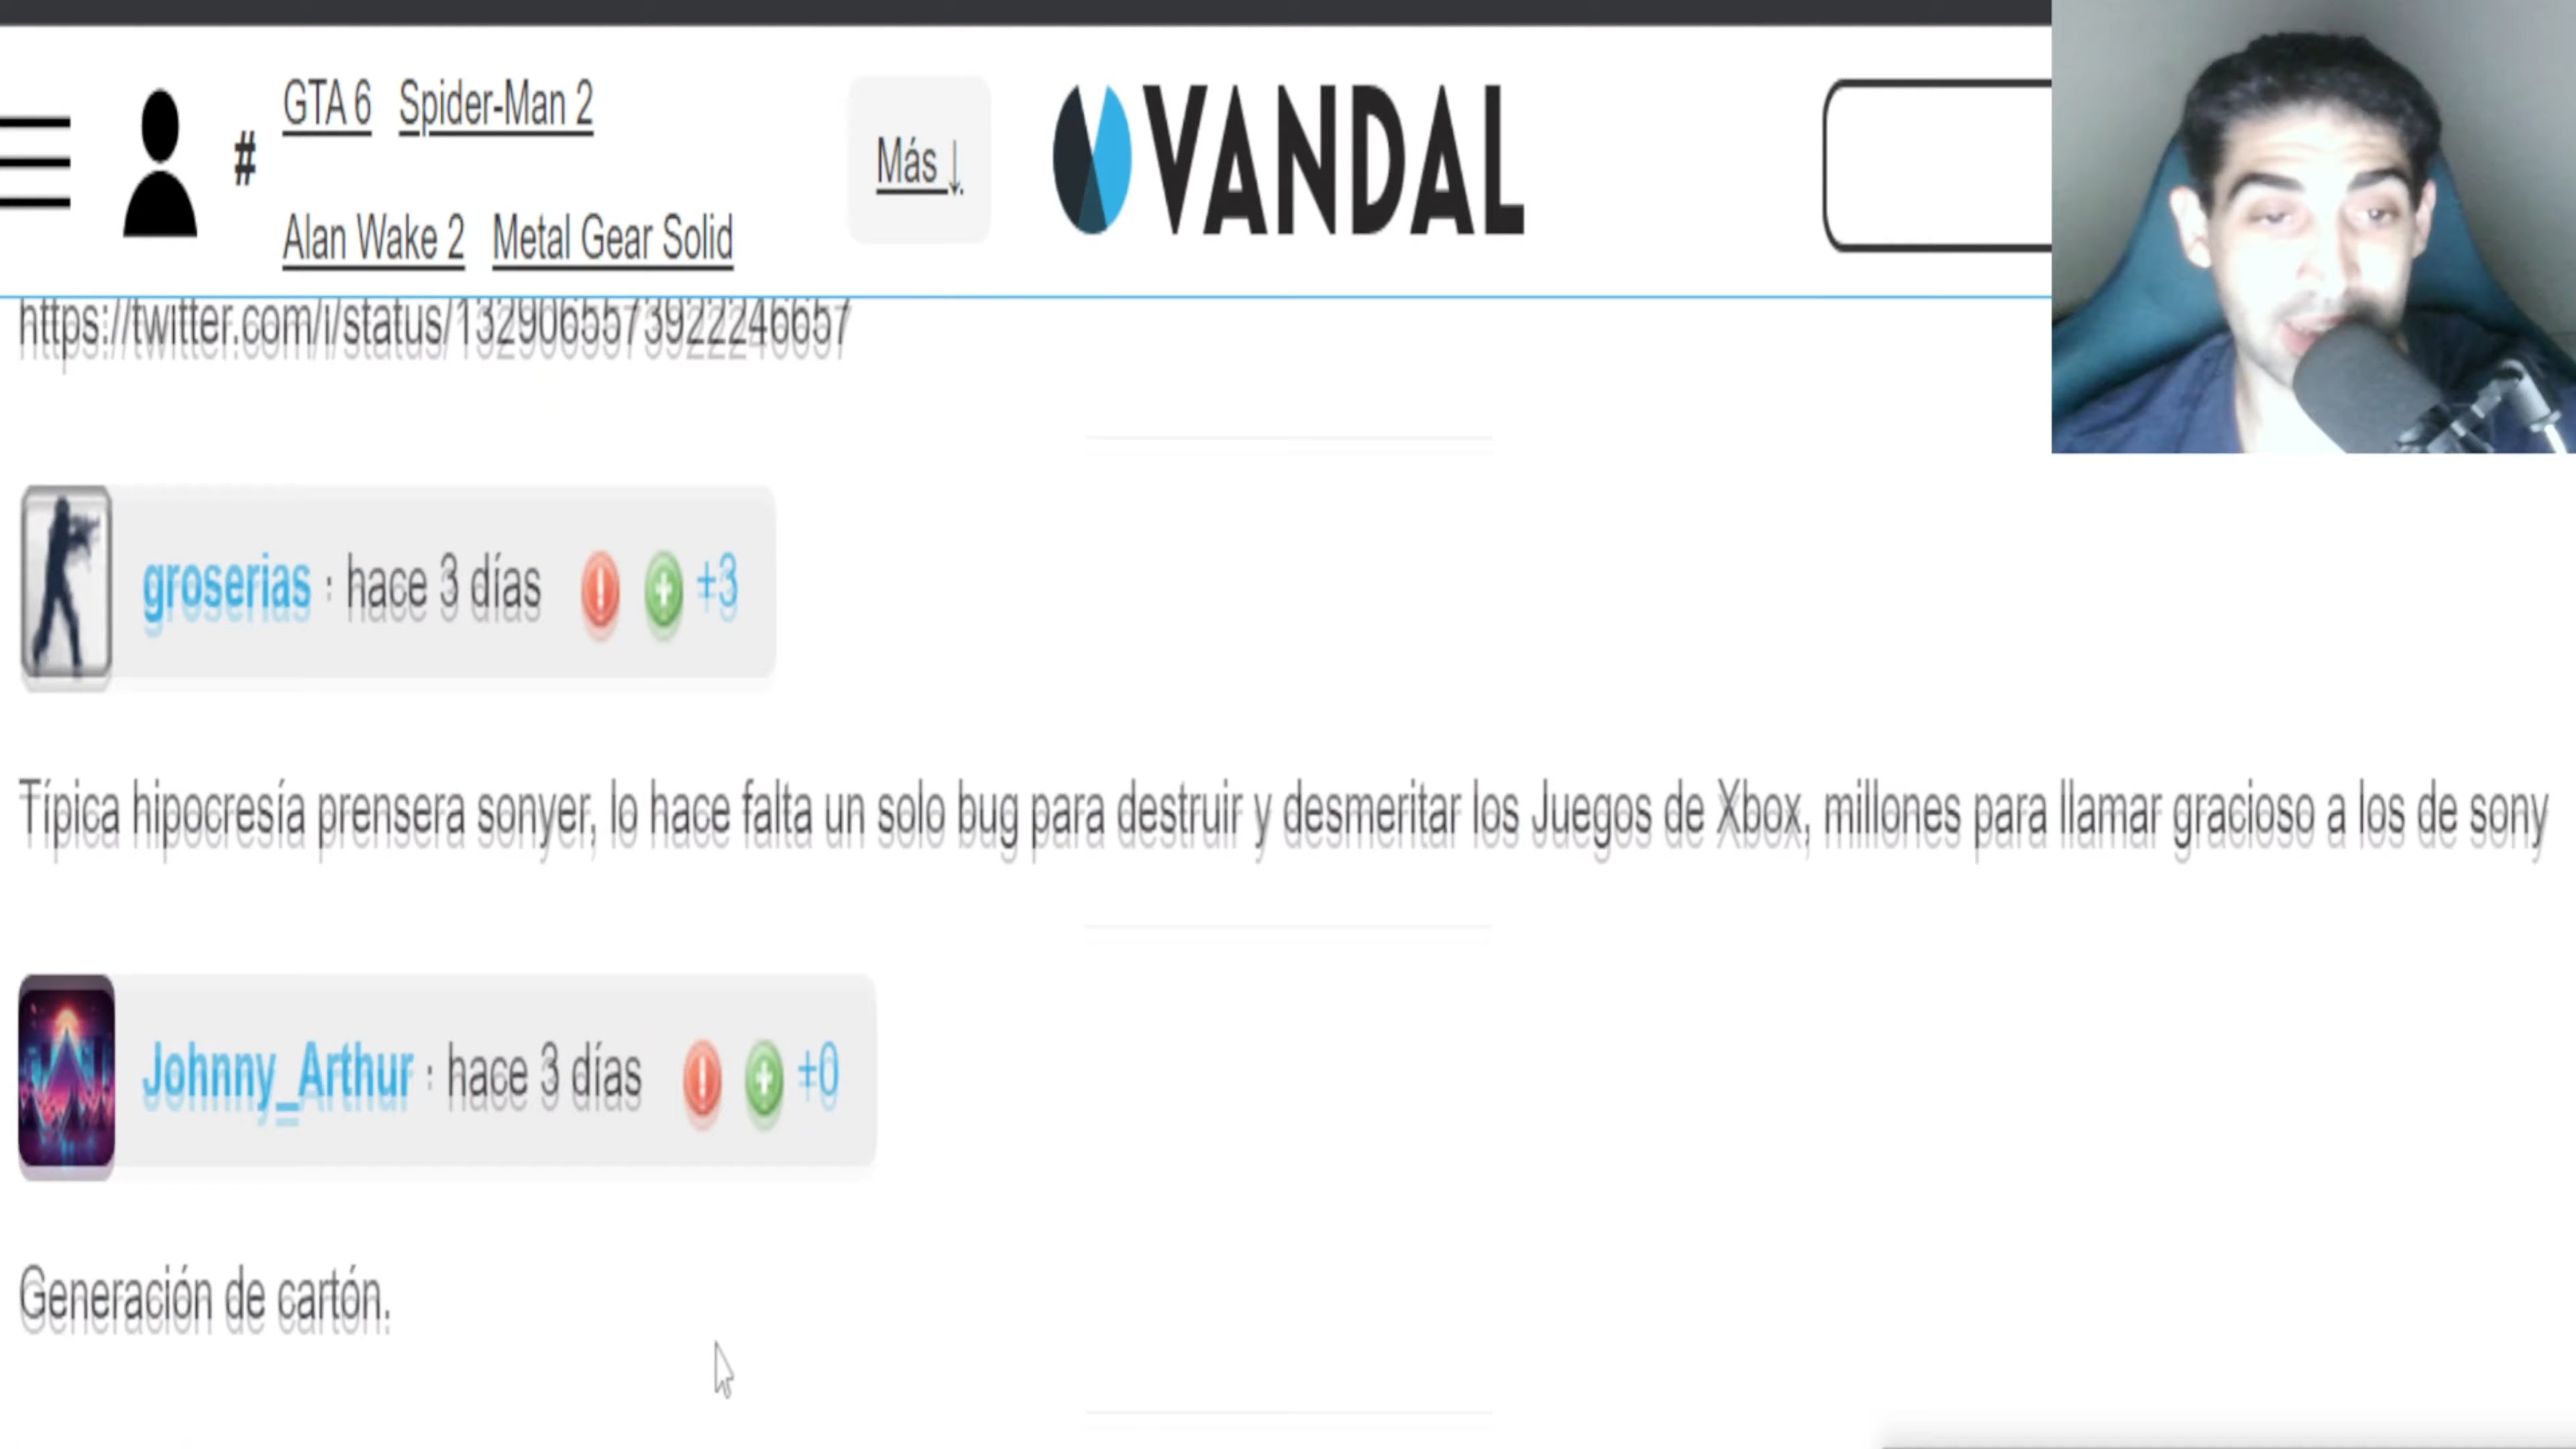 GTA 6 Spider-Man 2
#
Más ↓
VANDAL
Alan Wake 2 Metal Gear Solid
https://twitter.com/i/status/1329065573922246657
groserias : hace 3 días ! + +3
Típica hipocresía prensera sonyer, lo hace falta un solo bug para destruir y desmeritar los Juegos de Xbox, millones para llamar gracioso a los de sony
Johnny_Arthur : hace 3 días ! + +0
Generación de cartón.